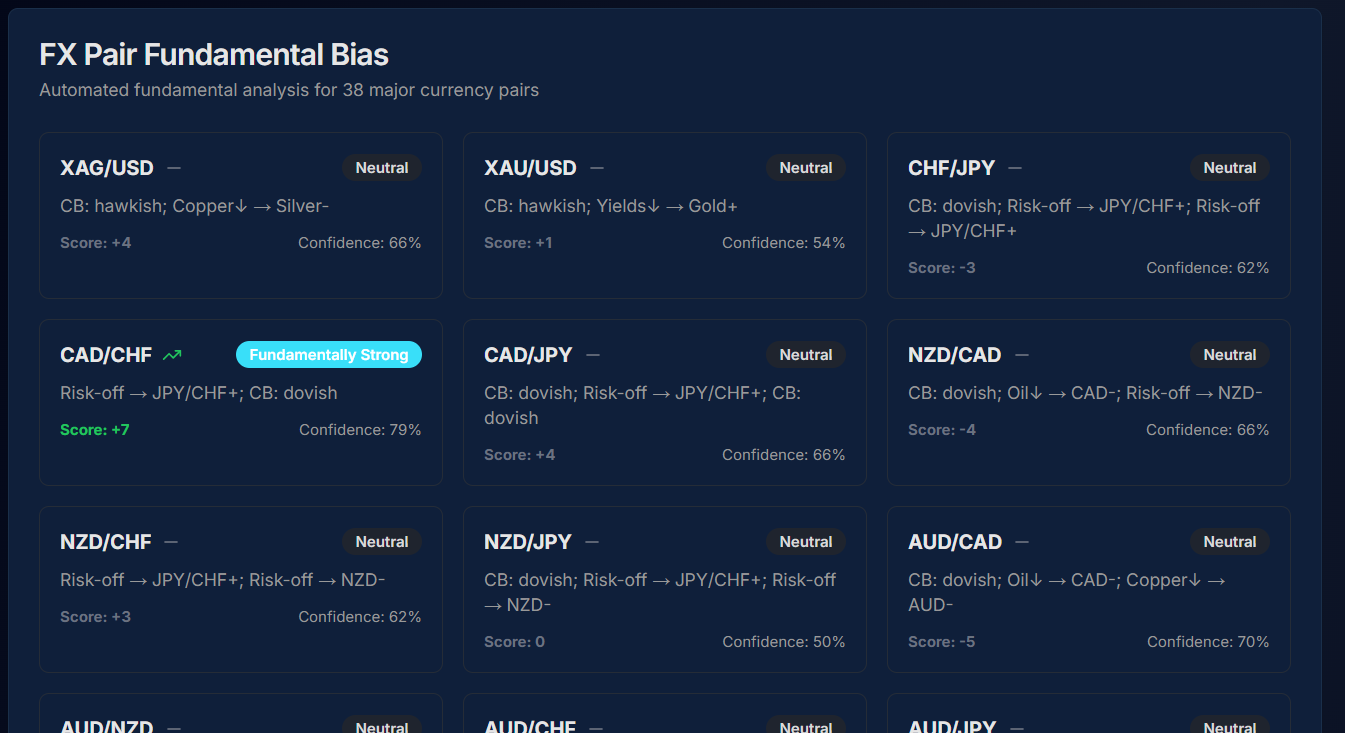 FX Pair Fundamental Bias
Automated fundamental analysis for 38 major currency pairs
XAG/USD — Neutral
CB: hawkish; Copper↓ → Silver-
Score: +4 Confidence: 66%
XAU/USD — Neutral
CB: hawkish; Yields↓ → Gold+
Score: +1 Confidence: 54%
CHF/JPY — Neutral
CB: dovish; Risk-off → JPY/CHF+; Risk-off
→ JPY/CHF+
Score: -3 Confidence: 62%
CAD/CHF Fundamentally Strong
Risk-off → JPY/CHF+; CB: dovish
Score: +7 Confidence: 79%
CAD/JPY — Neutral
CB: dovish; Risk-off → JPY/CHF+; CB:
dovish
Score: +4 Confidence: 66%
NZD/CAD — Neutral
CB: dovish; Oil↓ → CAD-; Risk-off → NZD-
Score: -4 Confidence: 66%
NZD/CHF — Neutral
Risk-off → JPY/CHF+; Risk-off → NZD-
Score: +3 Confidence: 62%
NZD/JPY — Neutral
CB: dovish; Risk-off → JPY/CHF+; Risk-off
→ NZD-
Score: 0 Confidence: 50%
AUD/CAD — Neutral
CB: dovish; Oil↓ → CAD-; Copper↓ →
AUD-
Score: -5 Confidence: 70%
AUD/NZD — Neutral
AUD/CHF — Neutral
AUD/JPY — Neutral